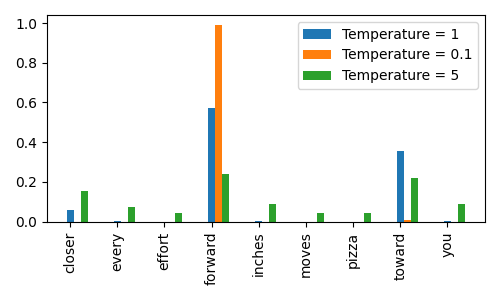 1.0
0.8
0.6
0.4
0.2
0.0
Temperature = 1
Temperature = 0.1
Temperature = 5
closer
every
effort
forward
inches
moves
pizza
toward
you